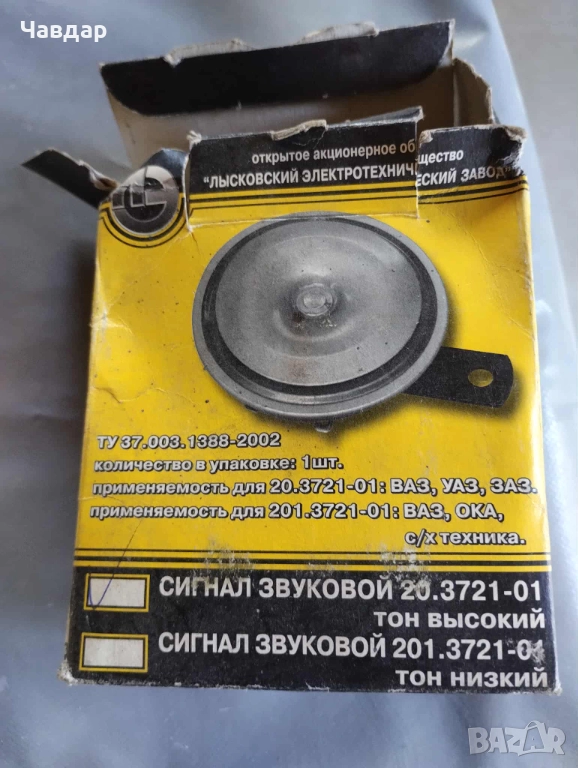 Чавдар
открытое акционерное общество
"ЛЫСКОВСКИЙ ЭЛЕКТРОТЕХНИЧЕСКИЙ ЗАВОД"
ТУ 37.003.1388-2002
количество в упаковке: 1шт.
применяемость для 20.3721-01: ВАЗ, УАЗ, ЗАЗ.
применяемость для 201.3721-01: ВАЗ, ОКА,
с/х техника.
СИГНАЛ ЗВУКОВОЙ 20.3721-01
тон высокий
СИГНАЛ ЗВУКОВОЙ 201.3721-01
тон низкий
BAZAR